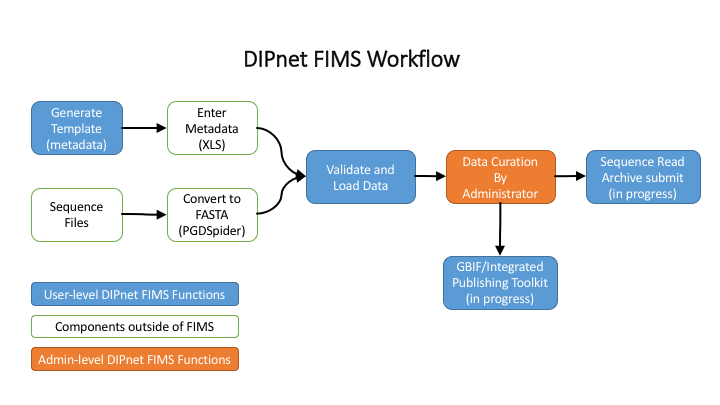 DIPnet FIMS Workflow
Generate
Template
(metadata)
Enter
Metadata
(XLS)
Sequence
Files
Convert to
FASTA
(PGDSpider)
Validate and
Load Data
Data Curation
By
Administrator
Sequence Read
Archive submit
(in progress)
GBIF/Integrated
Publishing Toolkit
(in progress)
User-level DIPnet FIMS Functions
Components outside of FIMS
Admin-level DIPnet FIMS Functions